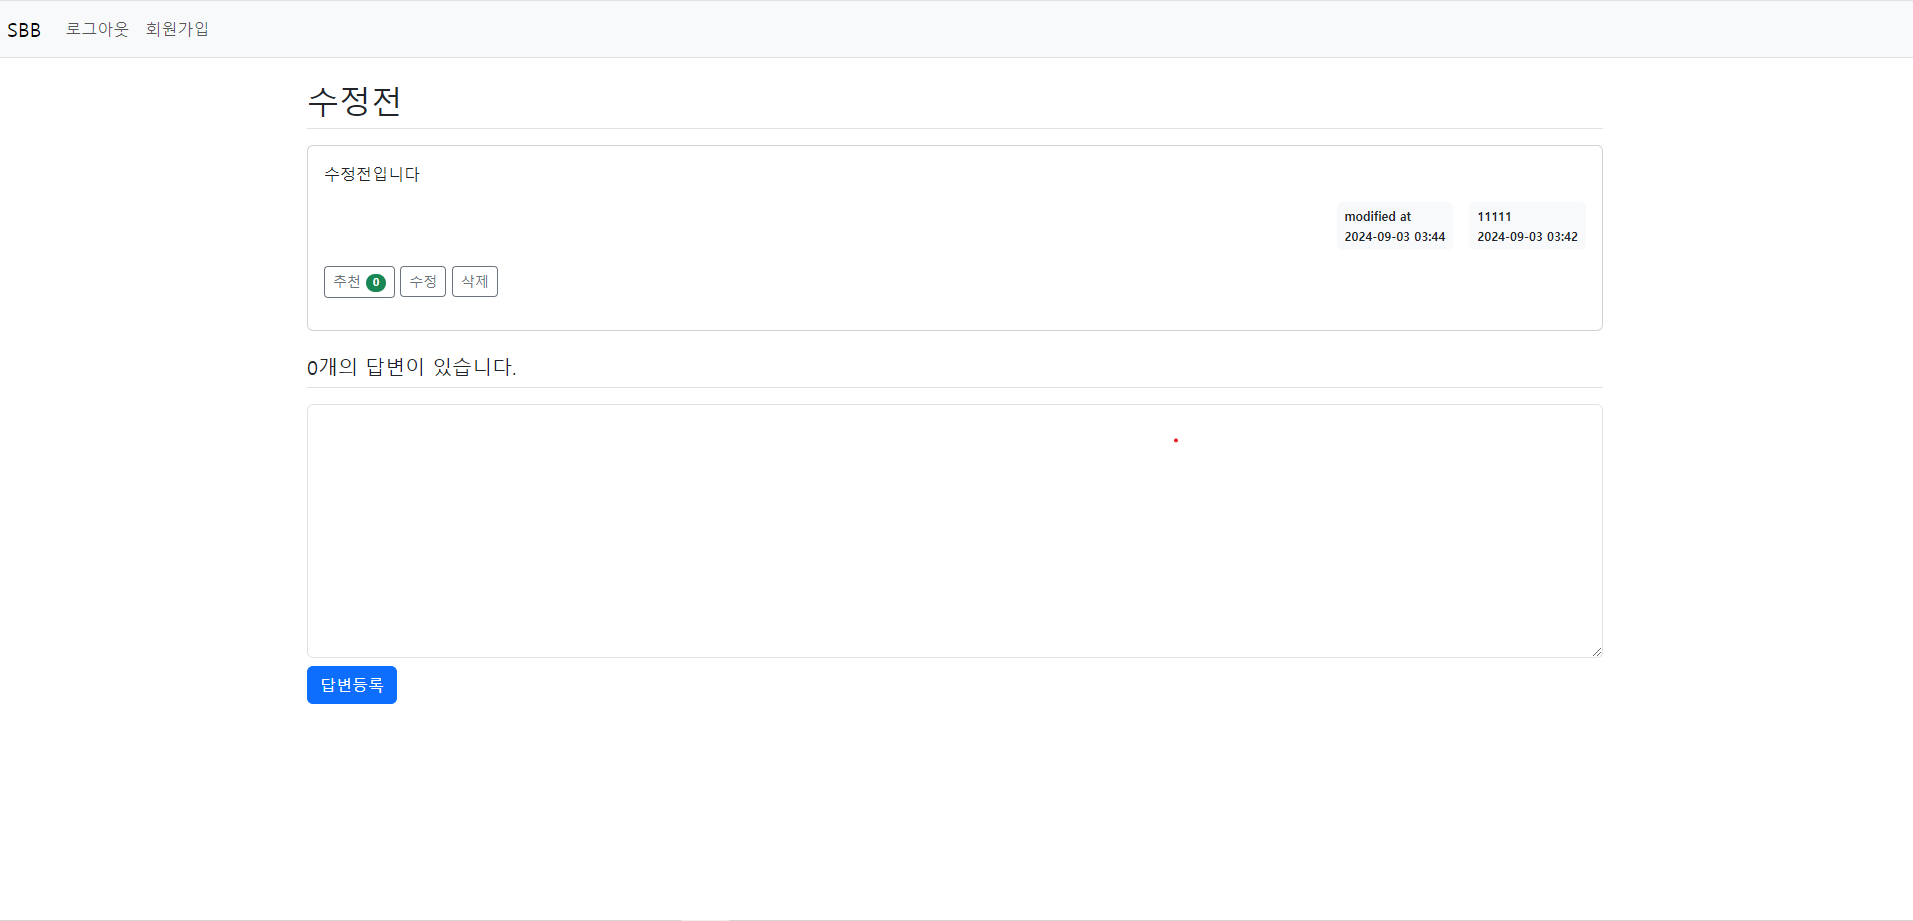 SBB 로그아웃 회원가입
수정전
수정전입니다
modified at
2024-09-03 03:44
11111
2024-09-03 03:42
추천 0 수정 삭제
0개의 답변이 있습니다.
답변등록